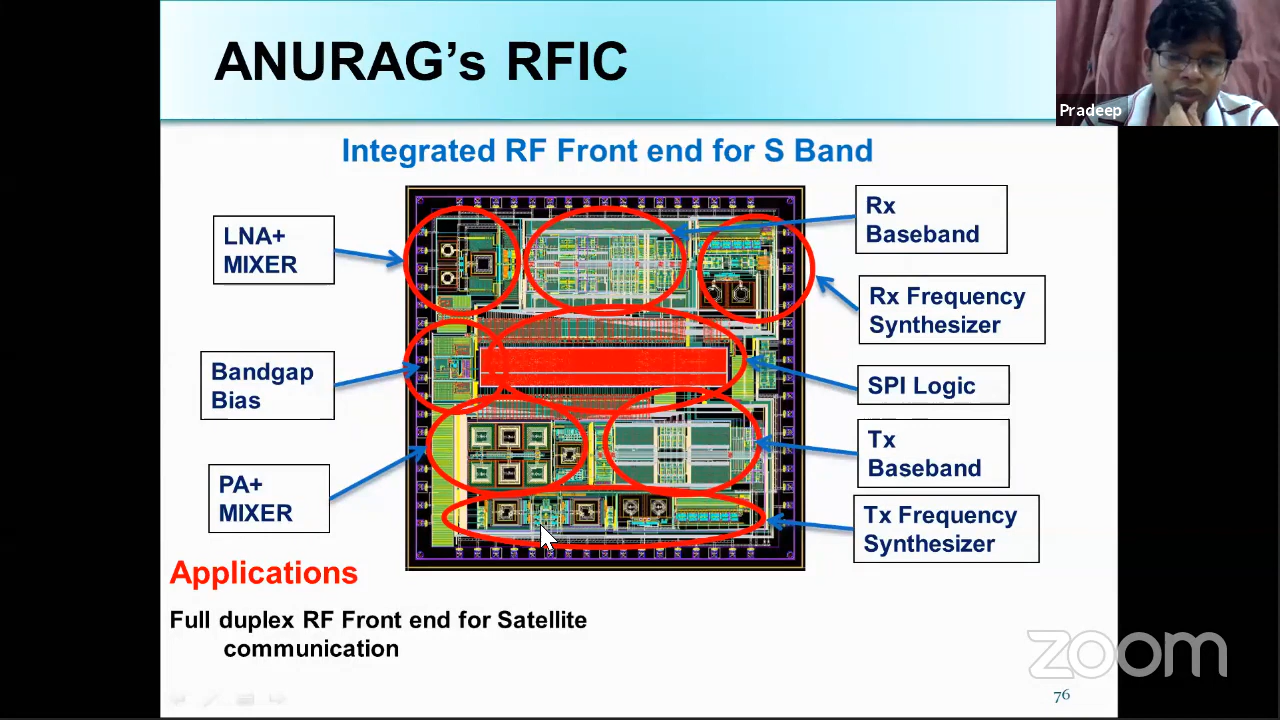 ANURAG's RFIC
Pradeep
Integrated RF Front end for S Band
LNA+
MIXER
Rx
Baseband
Rx Frequency
Synthesizer
Bandgap
Bias
SPI Logic
Tx
Baseband
PA+
MIXER
Tx Frequency
Synthesizer
Applications
Full duplex RF Front end for Satellite
communication
zoom
76